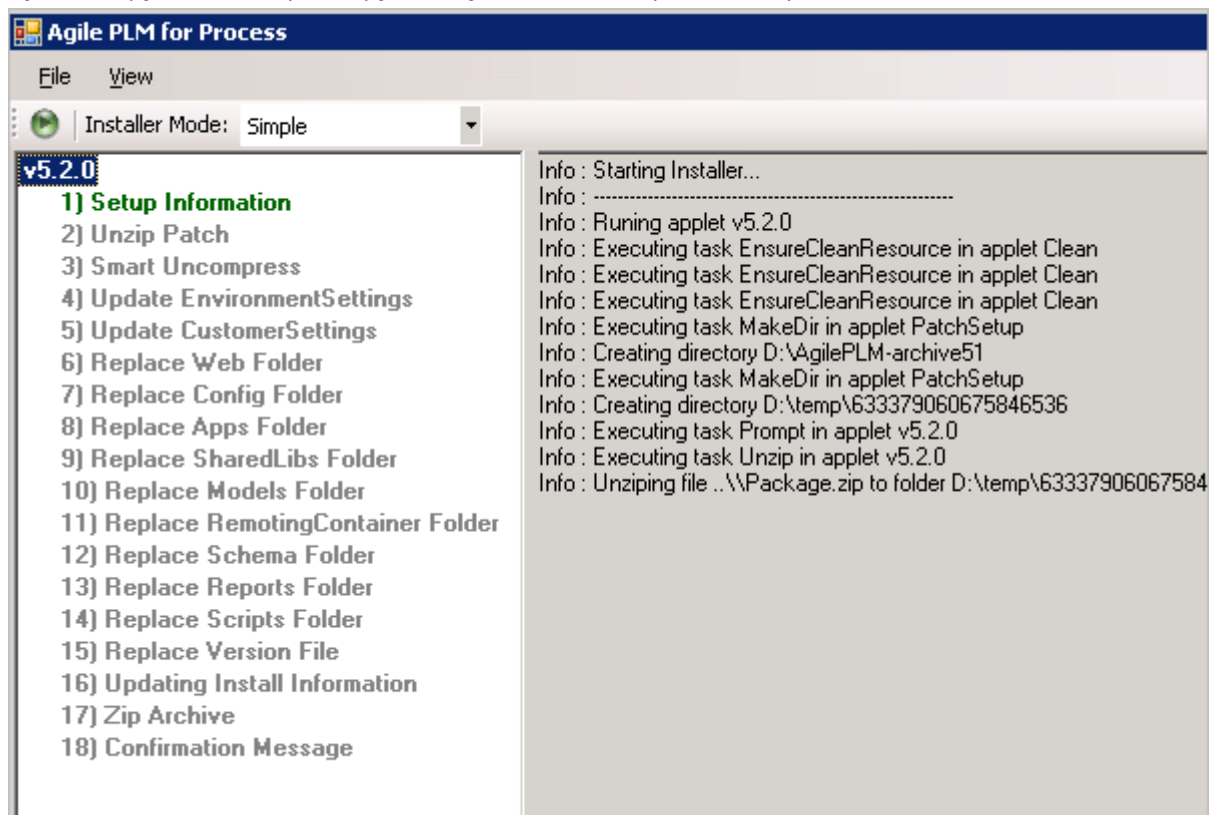 Agile PLM for Process
File View
Installer Mode: Simple
v5.2.0
1) Setup Information
2) Unzip Patch
3) Smart Uncompress
4) Update EnvironmentSettings
5) Update CustomerSettings
6) Replace Web Folder
7) Replace Config Folder
8) Replace Apps Folder
9) Replace SharedLibs Folder
10) Replace Models Folder
11) Replace RemotingContainer Folder
12) Replace Schema Folder
13) Replace Reports Folder
14) Replace Scripts Folder
15) Replace Version File
16) Updating Install Information
17) Zip Archive
18) Confirmation Message
Info : Starting Installer...
Info : ------------------------------------------------------------
Info : Runing applet v5.2.0
Info : Executing task EnsureCleanResource in applet Clean
Info : Executing task EnsureCleanResource in applet Clean
Info : Executing task EnsureCleanResource in applet Clean
Info : Executing task MakeDir in applet PatchSetup
Info : Creating directory D:\AgilePLM-archive51
Info : Executing task MakeDir in applet PatchSetup
Info : Creating directory D:\temp\633379060675846536
Info : Executing task Prompt in applet v5.2.0
Info : Executing task Unzip in applet v5.2.0
Info : Unziping file ..\\Package.zip to folder D:\temp\63337906067584